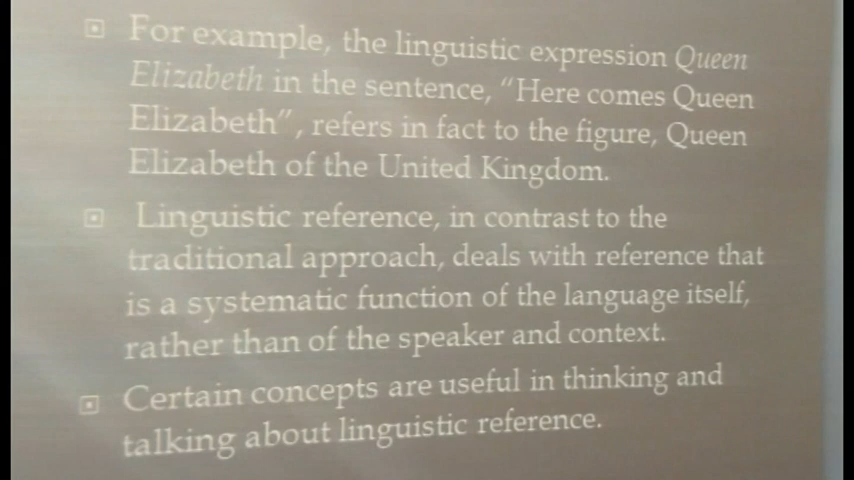 For example, the linguistic expression Queen
Elizabeth in the sentence, “Here comes Queen
Elizabeth”, refers in fact to the figure, Queen
Elizabeth of the United Kingdom.
Linguistic reference, in contrast to the
traditional approach, deals with reference that
is a systematic function of the language itself,
rather than of the speaker and context.
Certain concepts are useful in thinking and
talking about linguistic reference.